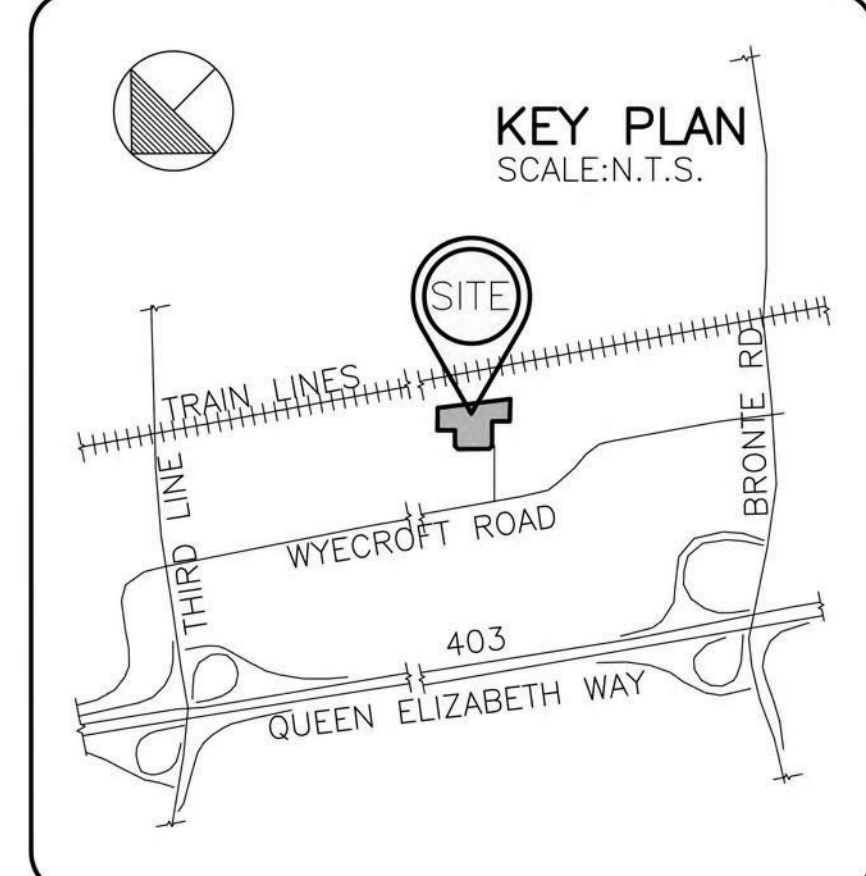 KEY PLAN
SCALE:N.T.S.
SITE
TRAIN LINES
THIRD LINE
BRONTE RD
WYECROFT ROAD
403
QUEEN ELIZABETH WAY